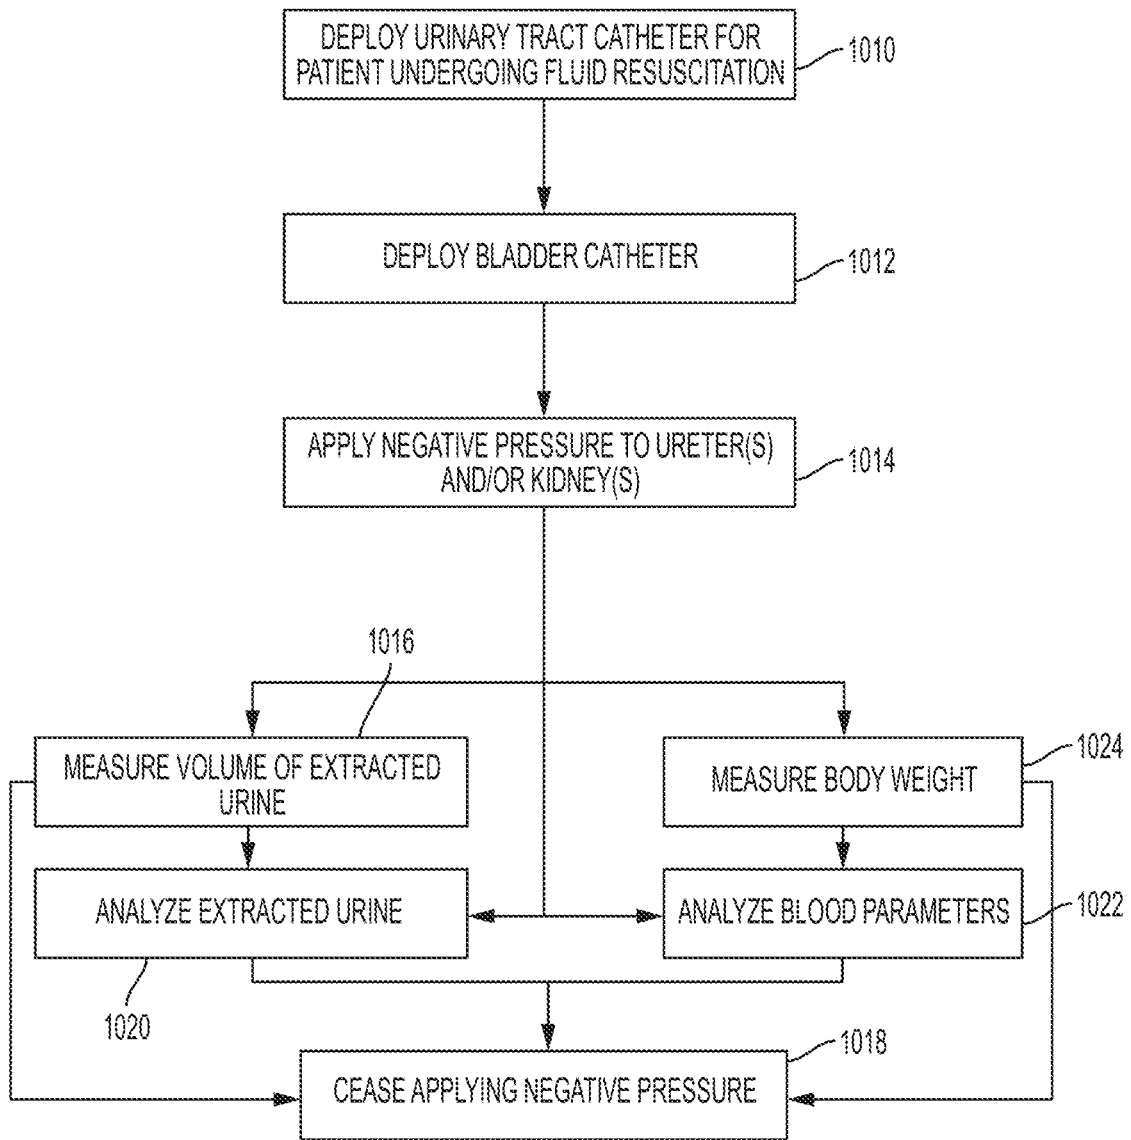 DEPLOY URINARY TRACT CATHETER FOR
PATIENT UNDERGOING FLUID RESUSCITATION
1010
DEPLOY BLADDER CATHETER
1012
APPLY NEGATIVE PRESSURE TO URETER(S)
AND/OR KIDNEY(S)
1014
1016
MEASURE VOLUME OF EXTRACTED
URINE
MEASURE BODY WEIGHT
1024
ANALYZE EXTRACTED URINE
ANALYZE BLOOD PARAMETERS
1022
1020
1018
CEASE APPLYING NEGATIVE PRESSURE